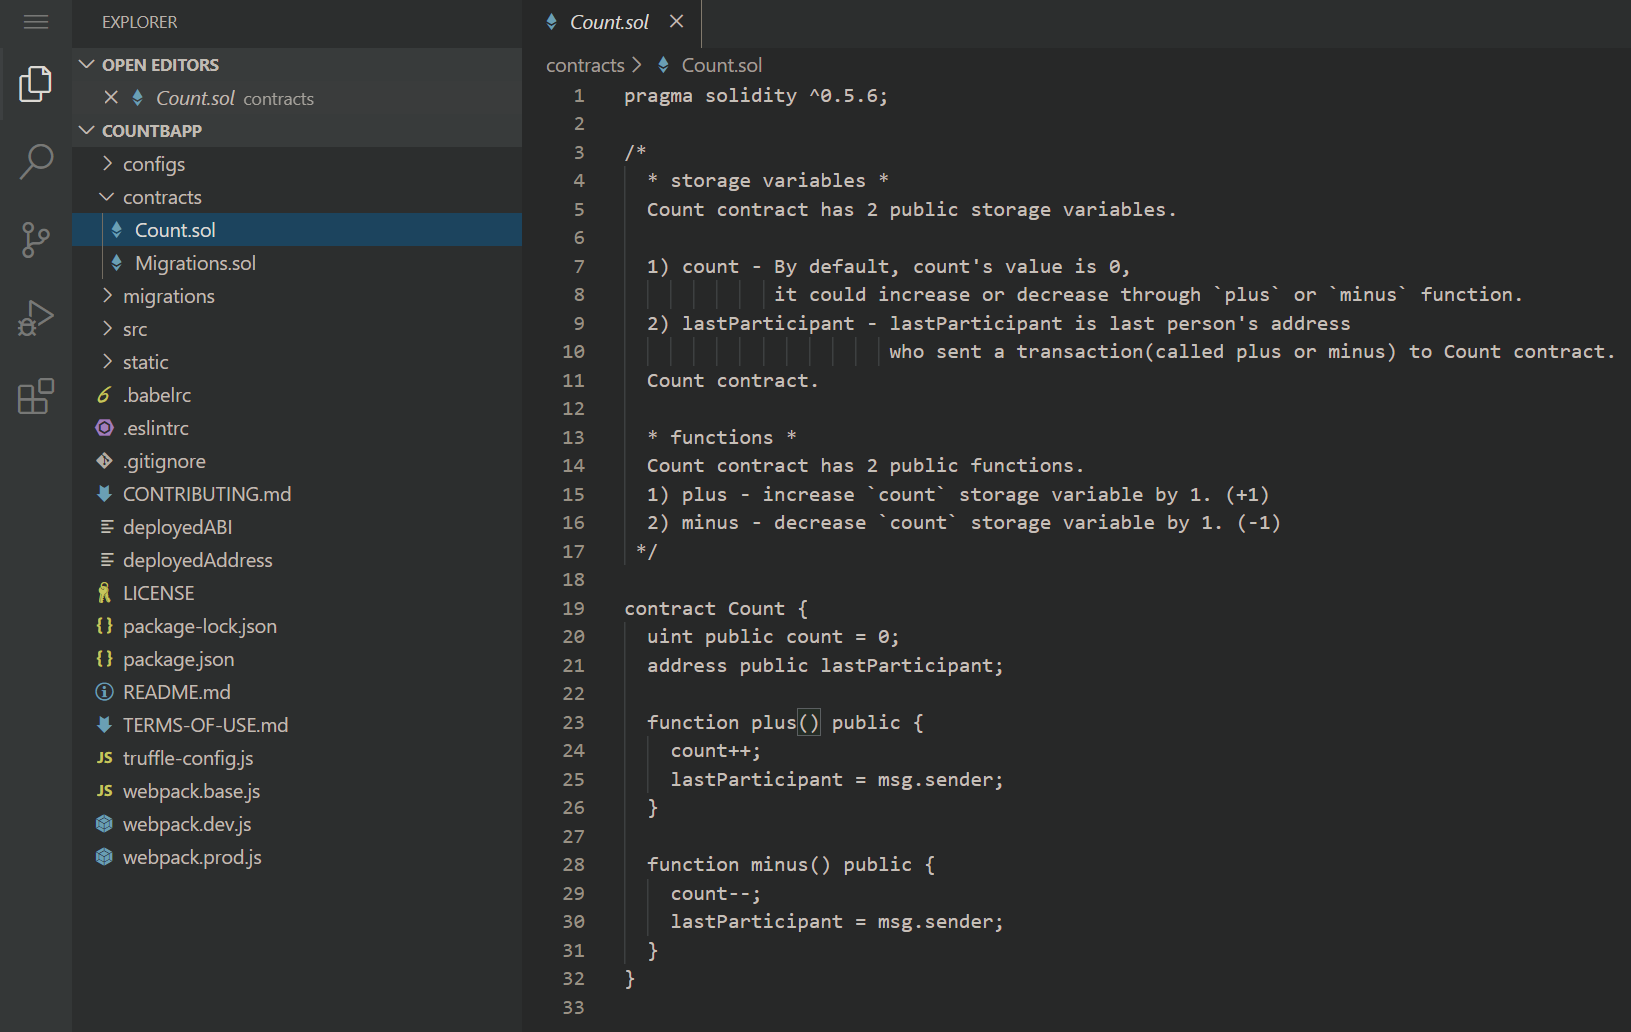 EXPLORER
OPEN EDITORS
Count.sol contracts
COUNTBAPP
configs
contracts
Count.sol
Migrations.sol
migrations
src
static
.babelrc
.eslintrc
.gitignore
CONTRIBUTING.md
deployedABI
deployedAddress
LICENSE
package-lock.json
package.json
README.md
TERMS-OF-USE.md
JS truffle-config.js
JS webpack.base.js
webpack.dev.js
webpack.prod.js
Count.sol
contracts > Count.sol
1 pragma solidity ^0.5.6;
2
3 /*
4 * storage variables *
5 Count contract has 2 public storage variables.
6
7 1) count - By default, count's value is 0,
8 it could increase or decrease through `plus` or `minus` function.
9 2) lastParticipant - lastParticipant is last person's address
10 who sent a transaction(called plus or minus) to Count contract.
11 Count contract.
12
13 * functions *
14 Count contract has 2 public functions.
15 1) plus - increase `count` storage variable by 1. (+1)
16 2) minus - decrease `count` storage variable by 1. (-1)
17 */
18
19 contract Count {
20 uint public count = 0;
21 address public lastParticipant;
22
23 function plus() public {
24 count++;
25 lastParticipant = msg.sender;
26 }
27
28 function minus() public {
29 count--;
30 lastParticipant = msg.sender;
31 }
32 }
33